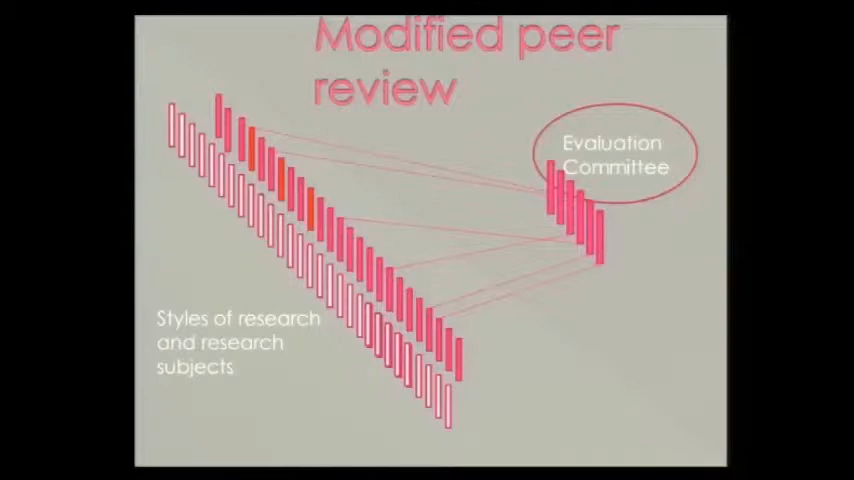 Modified peer
review
Evaluation
Committee
Styles of research
and research
subjects